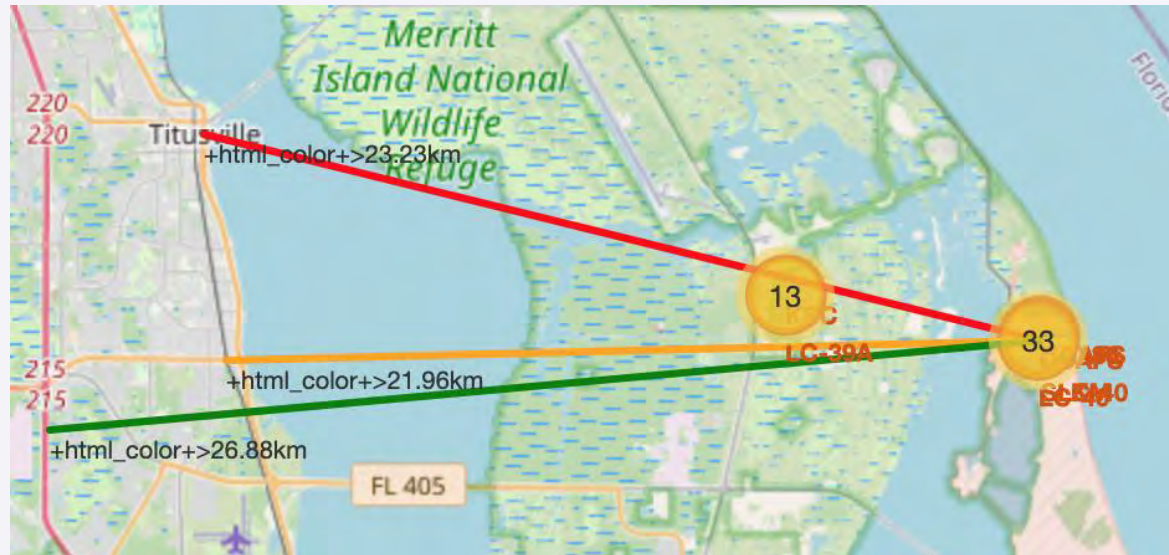 Merritt
Island National
Wildlife
Refuge
220
220
Titusville
+html_color+>23.23km
13
LC-39A
33
215
215
+html_color+>21.96km
+html_color+>26.88km
FL 405